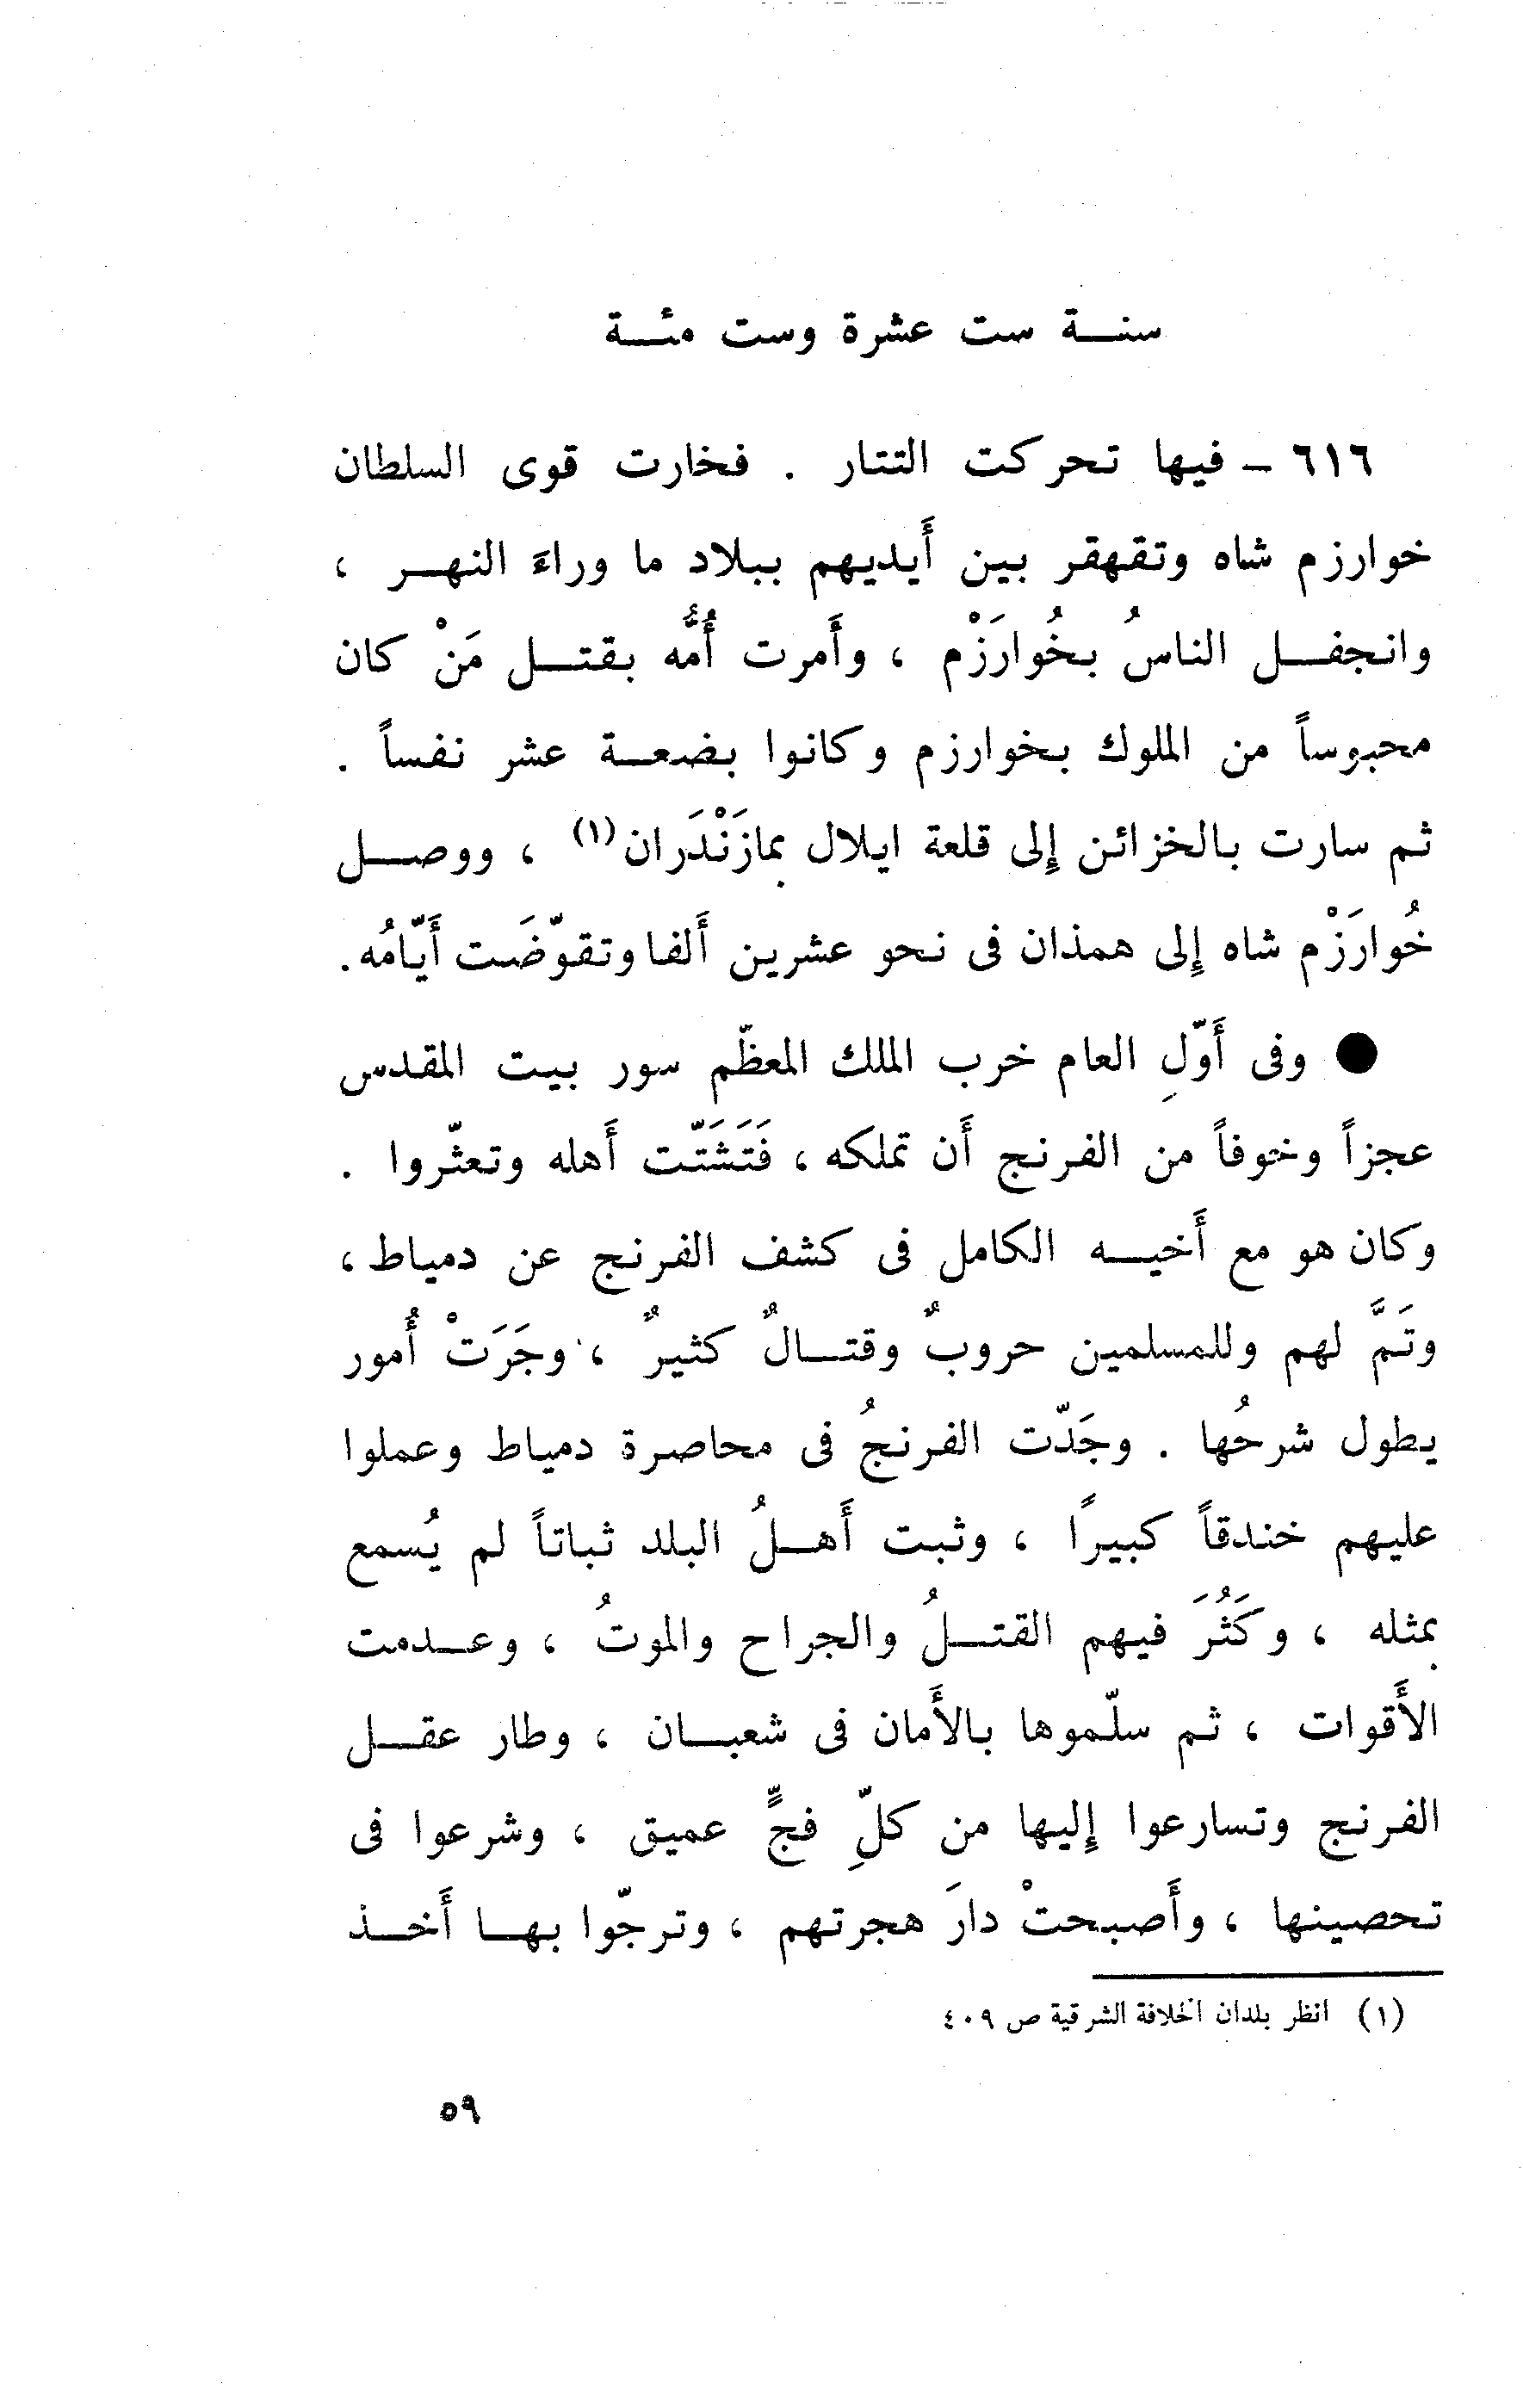 سنة ست عشرة وست مئة
٦١٦ - فيها تحركت التتار . فخارت قوى السلطان
خوارزم شاه وتقهقر بين أَيديهم ببلاد ما وراءَ النهر ،
وانجفل الناسُ بخُوارَزْم ، وأَمرت أُمُّه بقتل مَنْ كان
محبوساً من الملوك بخوارزم وكانوا بضعة عشر نفساً .
ثم سارت بالخزائن إِلى قلعة ايلال بمازَنْدَران(١) ، ووصل
خُوارَزْم شاه إِلى همذان فى نحو عشرين أَلفا وتقوّضَت أَيّامُه .
● وفى أَوّلِ العام خرب الملك المعظّم سور بيت المقدس
عجزاً وخوفاً من الفرنج أَن تملكه ، فَتَشَتّت أَهله وتعثّروا .
وكان هو مع أَخيه الكامل فى كشف الفرنج عن دمياط ،
وتَمَّ لهم وللمسلمين حروبٌ وقتالٌ كثيرٌ ، وجَرَتْ أُمور
يطول شرحُها . وجَدّت الفرنجُ فى محاصرة دمياط وعملوا
عليهم خندقاً كبيرًا ، وثبت أَهلُ البلد ثباتاً لم يُسمع
بمثله ، وكَثُرَ فيهم القتلُ والجراح والموتُ ، وعدمت
الأَقوات ، ثم سلّموها بالأَمان فى شعبان ، وطار عقل
الفرنج وتسارعوا إِليها من كلّ فجٍّ عميق ، وشرعوا فى
تحصينها ، وأَصبحتْ دارَ هجرتهم ، وترجّوا بها أَخذ
(١) انظر بلدان الخلافة الشرقية ص ٤٠٩
٥٩